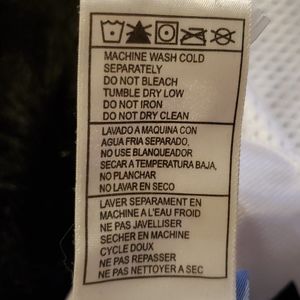 MACHINE WASH COLD
SEPARATELY
DO NOT BLEACH
TUMBLE DRY LOW
DO NOT IRON
DO NOT DRY CLEAN
LAVADO A MAQUINA CON
AGUA FRIA SEPARADO,
NO USE BLANQUEADOR
SECAR A TEMPERATURA BAJA,
NO PLANCHAR
NO LAVAR EN SECO
LAVER SEPARAMENT EN
MACHINE A L'EAU FROID
NE PAS JAVELLISER
SECHER EN MACHINE
CYCLE DOUX
NE PAS REPASSER
NE PAS NETTOYER A SEC